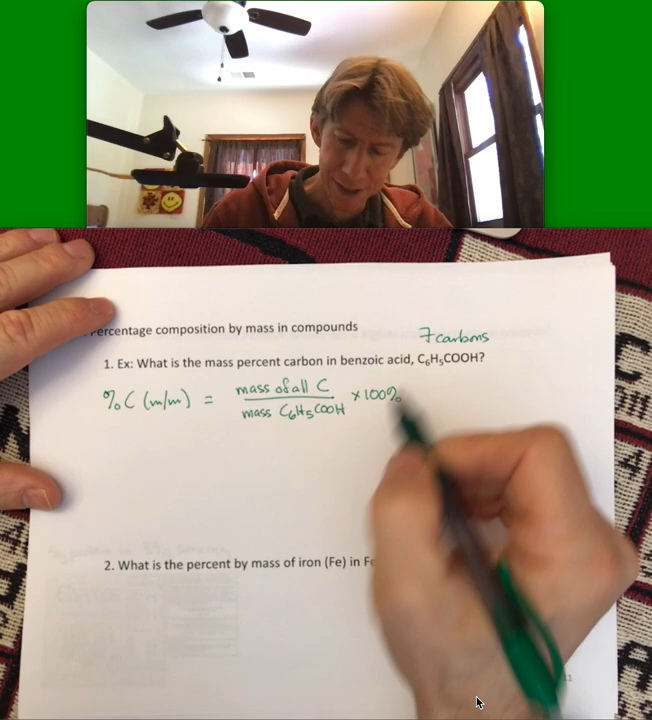 Percentage composition by mass in compounds
7 carbons
1. Ex: What is the mass percent carbon in benzoic acid, C₆H₅COOH?
%C (m/m) = mass of all C / mass C₆H₅COOH × 100%
2. What is the percent by mass of iron (Fe) in Fe